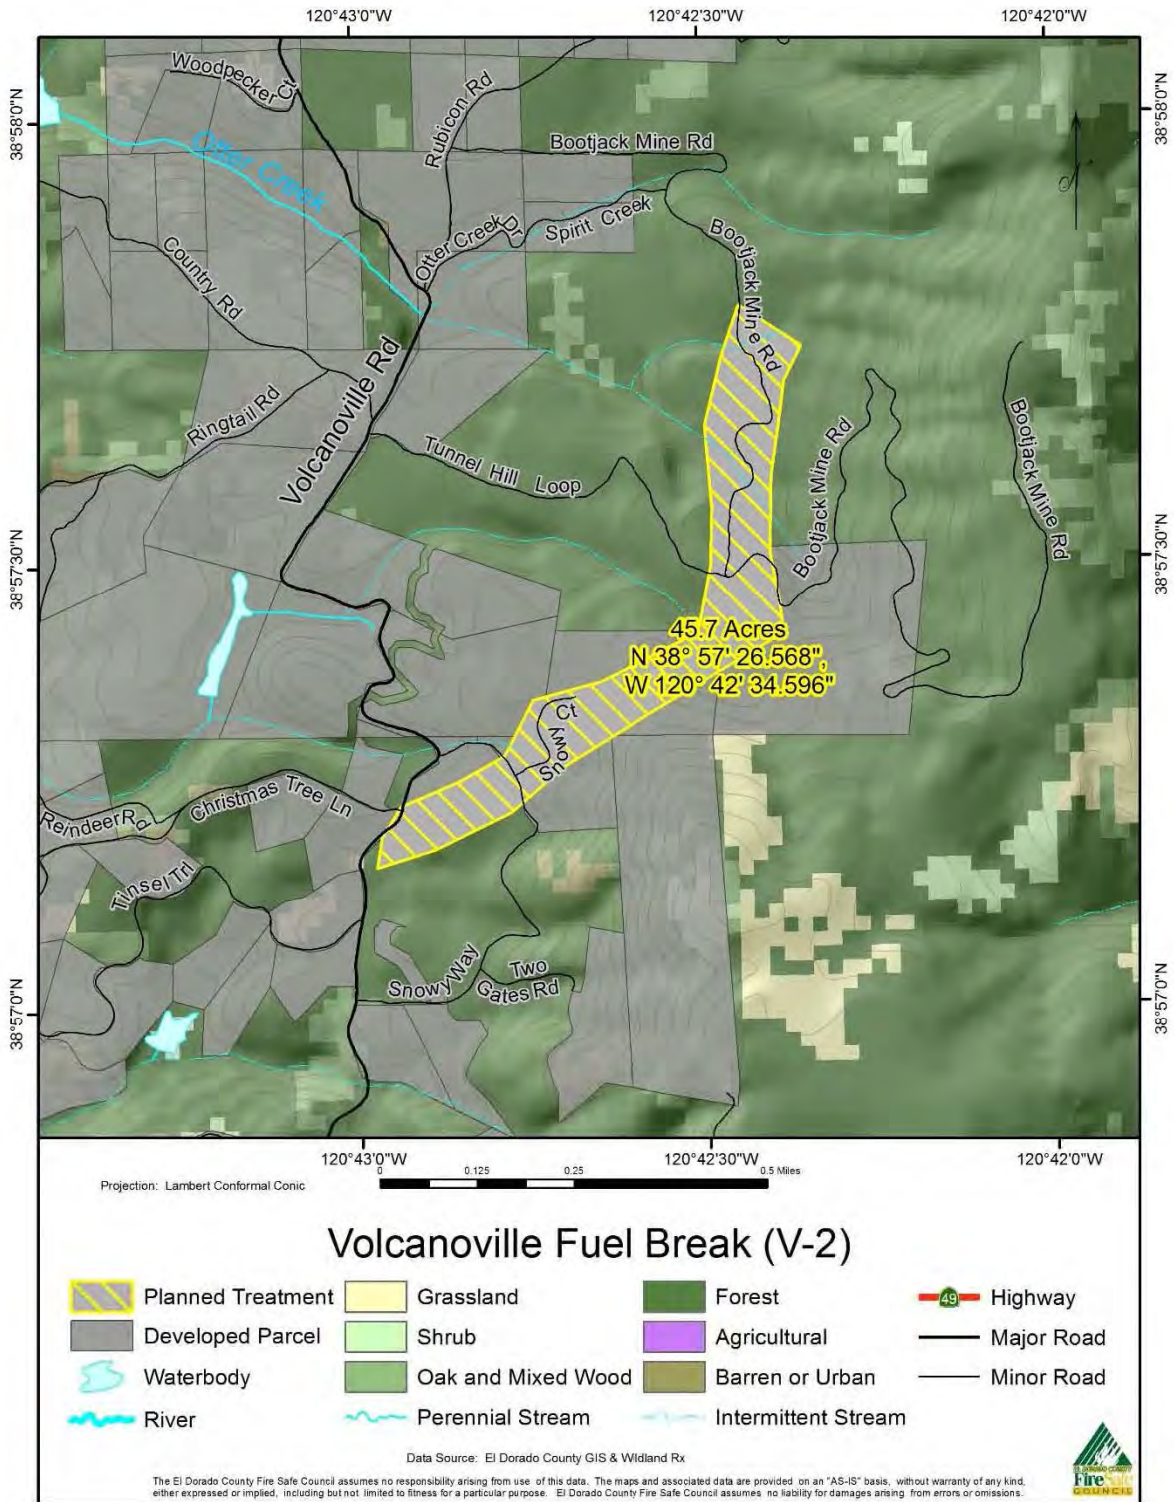 120°43'0"W
120°42'30"W
120°42'0"W
38°58'0"N
38°58'0"N
Woodpecker Ct
Rubicon Rd
Otter Creek
Bootjack Mine Rd
Otter Creek Dr
Spirit Creek
Country Rd
Bootjack Mine Rd
Volcanoville Rd
Ringtail Rd
Tunnel Hill Loop
Bootjack Mine Rd
Bootjack Mine Rd
38°57'30"N
38°57'30"N
45.7 Acres
N 38° 57' 26.568",
W 120° 42' 34.596"
Snowy Ct
Christmas Tree Ln
Reindeer Rd
Tinsel Trl
Snowy Way
Two
Gates Rd
38°57'0"N
38°57'0"N
120°43'0"W
120°42'30"W
120°42'0"W
Projection: Lambert Conformal Conic
0 0.125 0.25 0.5 Miles
Volcanoville Fuel Break (V-2)
Planned Treatment Grassland Forest 49 Highway
Developed Parcel Shrub Agricultural Major Road
Waterbody Oak and Mixed Wood Barren or Urban Minor Road
River Perennial Stream Intermittent Stream
Data Source: El Dorado County GIS & Wildland Rx
The El Dorado County Fire Safe Council assumes no responsibility arising from use of this data. The maps and associated data are provided on an "AS-IS" basis, without warranty of any kind,
either expressed or implied, including but not limited to fitness for a particular purpose. El Dorado County Fire Safe Council assumes no liability for damages arising from errors or omissions.
EL DORADO COUNTY
Fire Safe
COUNCIL